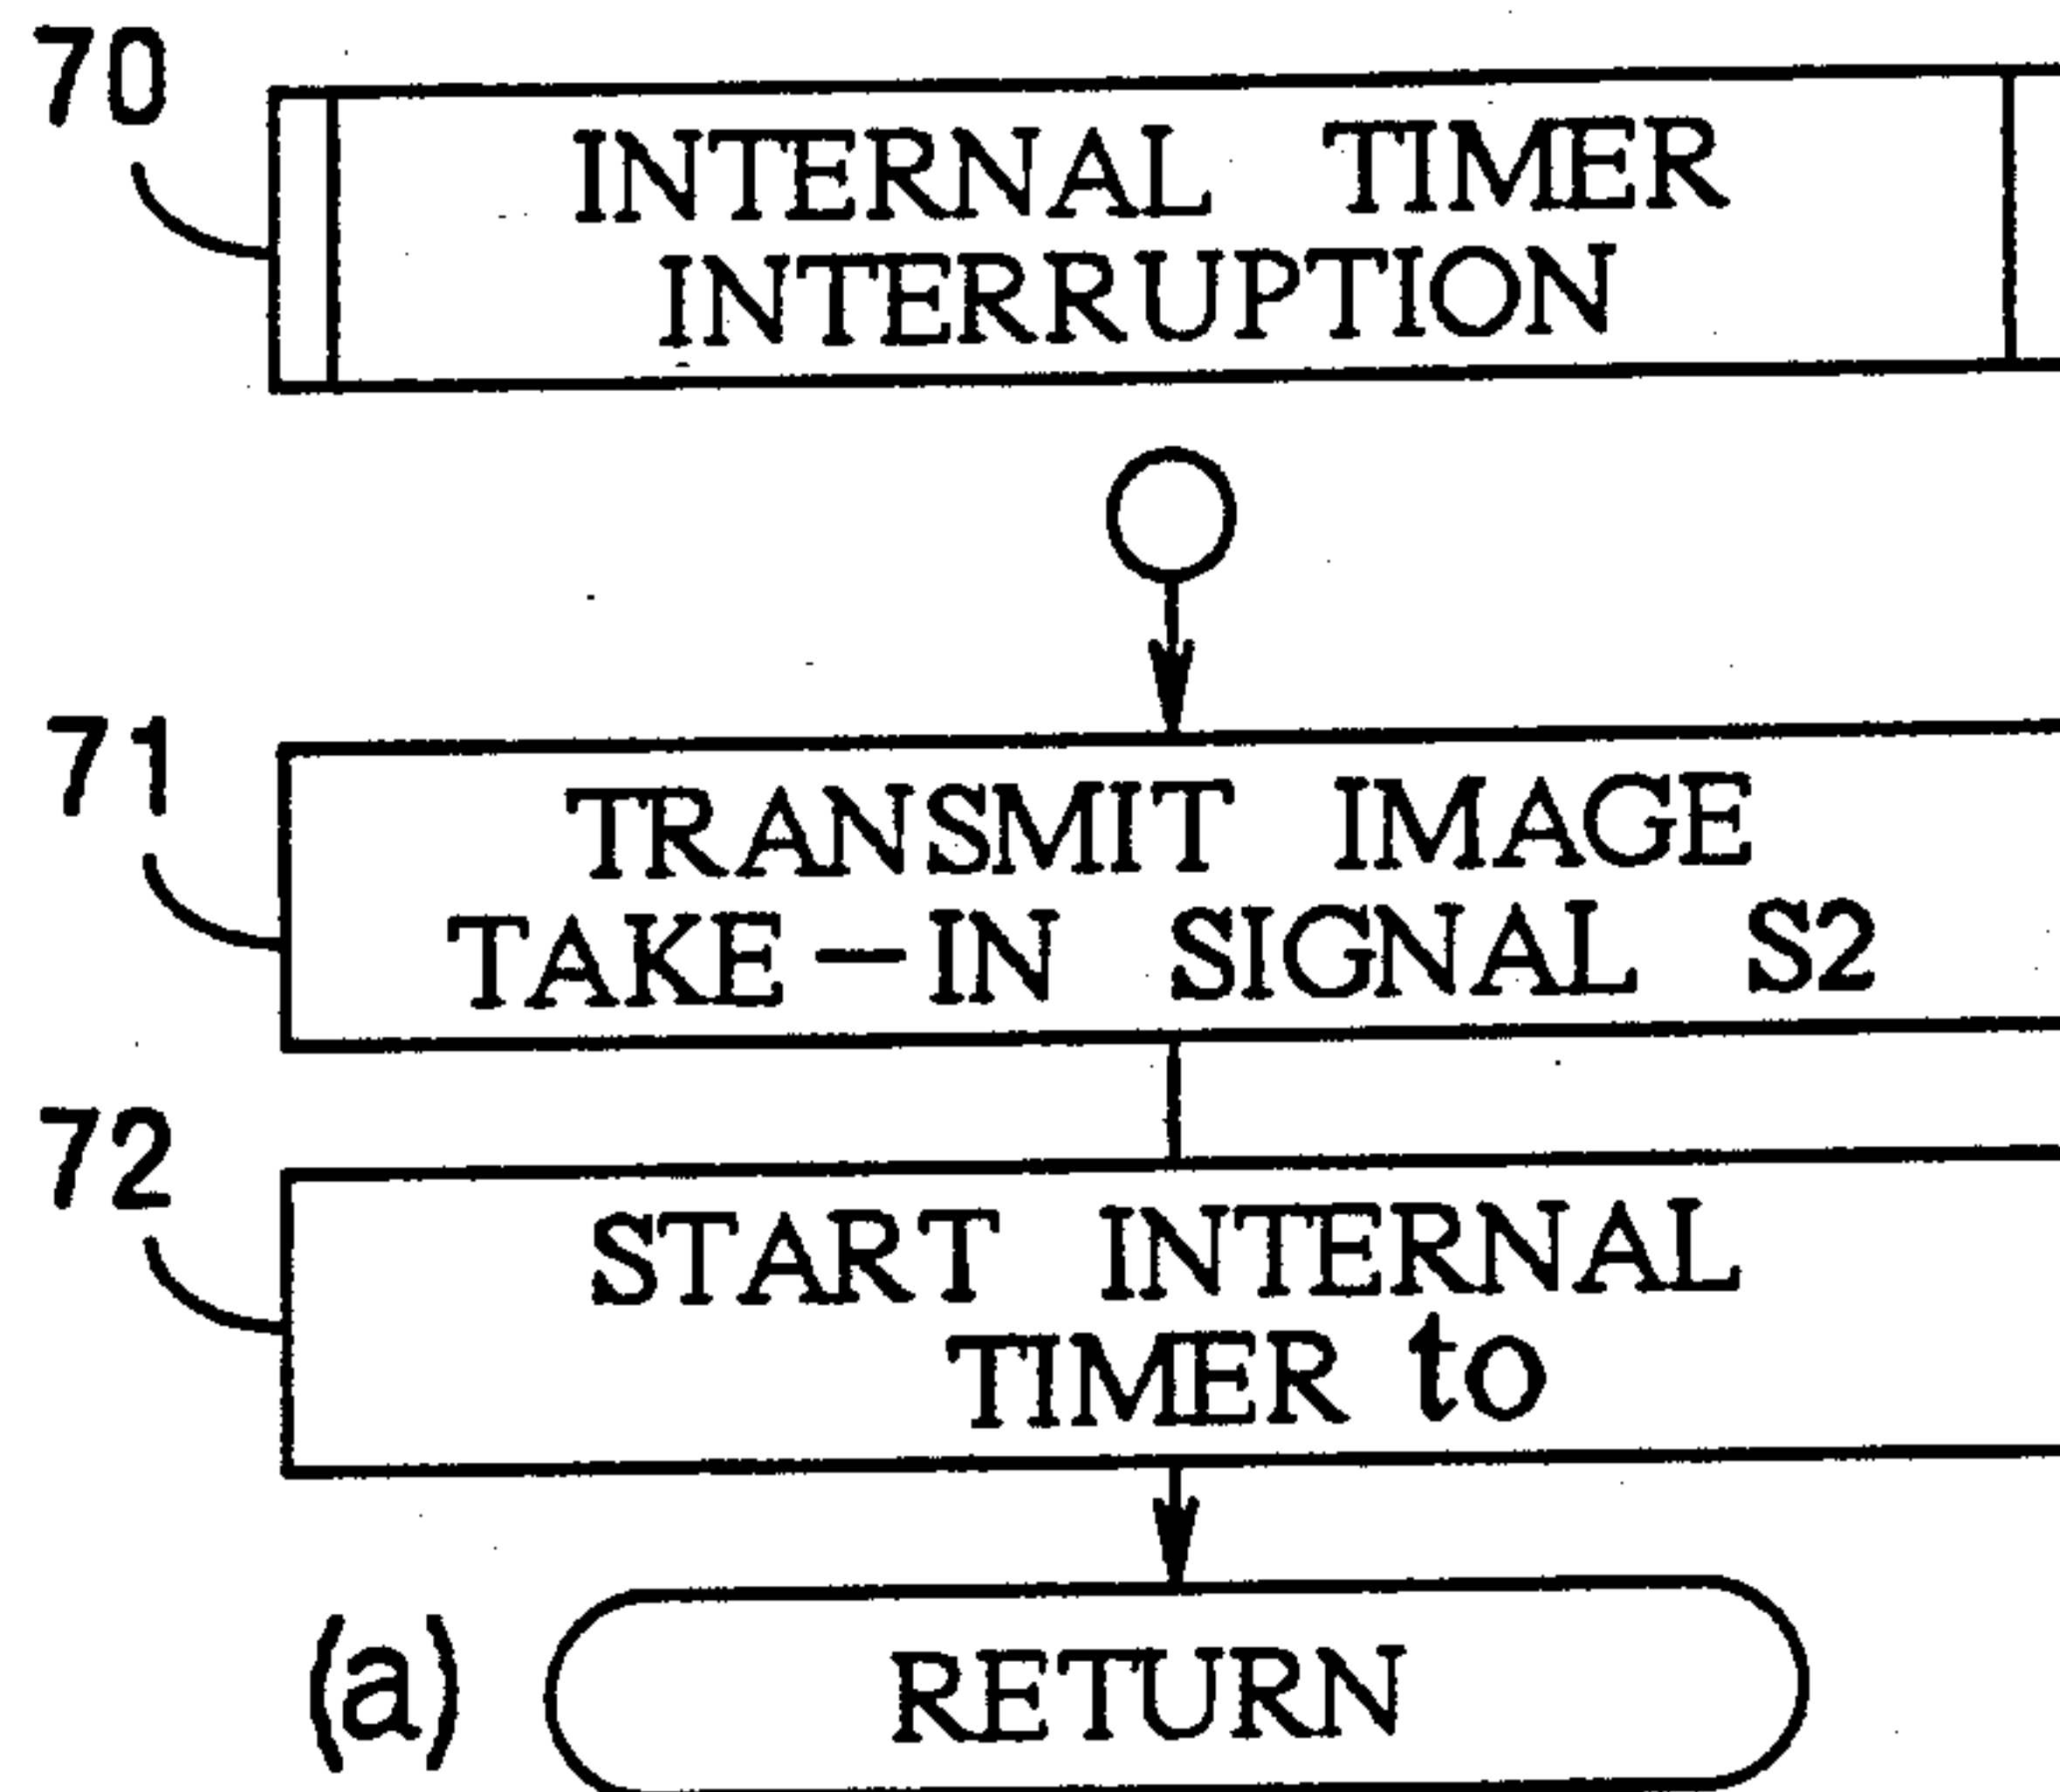 70
INTERNAL TIMER
INTERRUPTION
71
TRANSMIT IMAGE
TAKE-IN SIGNAL S2
72
START INTERNAL
TIMER to
(a)
RETURN